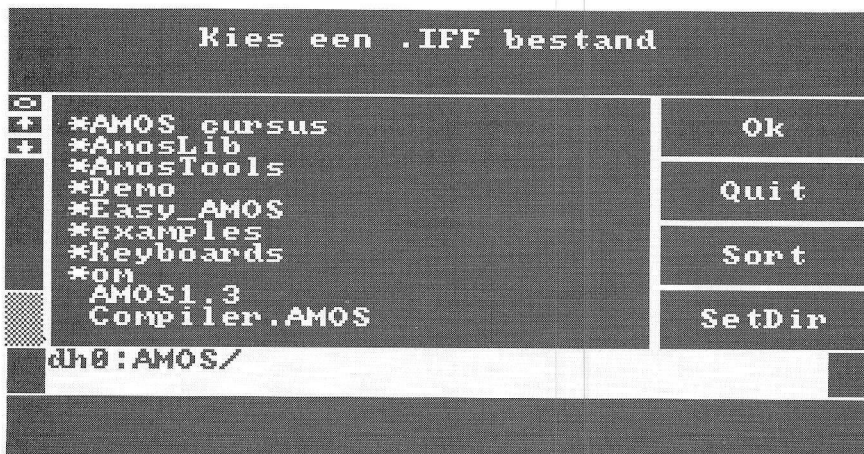 Kies een .IFF bestand
*AMOS cursus
*AmosLib
*AmosTools
*Demo
*Easy_AMOS
*examples
*Keyboards
*om
AMOS1.3
Compiler.AMOS
Ok
Quit
Sort
SetDir
dh0:AMOS/